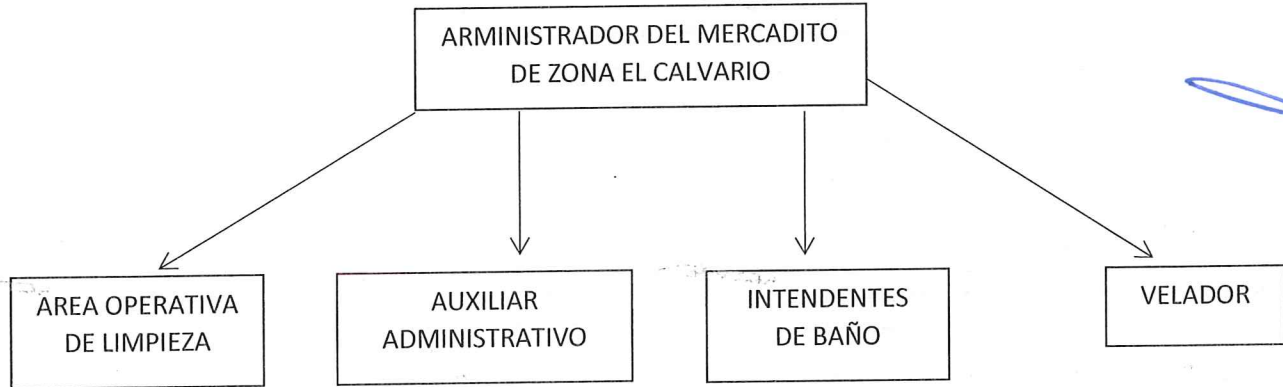 ARMINISTRADOR DEL MERCADITO
DE ZONA EL CALVARIO
AREA OPERATIVA
DE LIMPIEZA
AUXILIAR
ADMINISTRATIVO
INTENDENTES
DE BAÑO
VELADOR